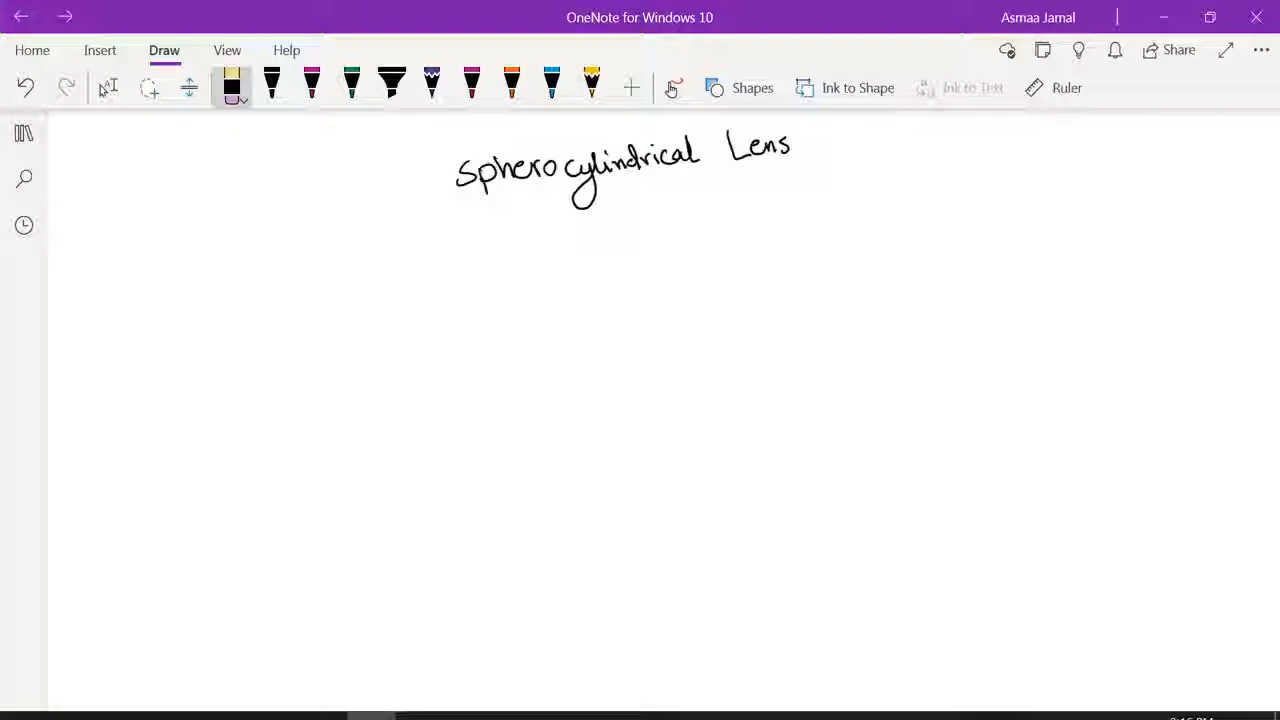 OneNote for Windows 10
Asmaa Jamal
Home Insert Draw View Help
Share
Shapes Ink to Shape Ink to Text Ruler
spherocylindrical Lens